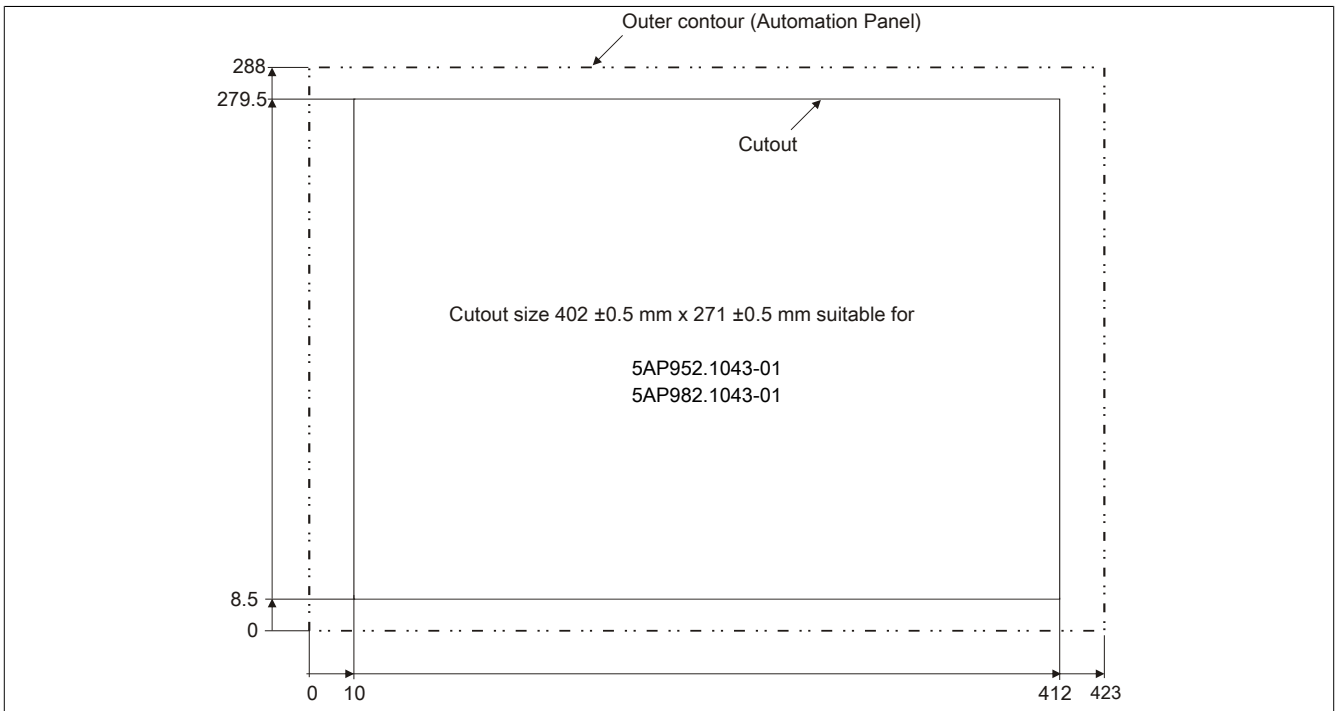 Outer contour (Automation Panel)
288
279.5
Cutout
Cutout size 402 ±0.5 mm x 271 ±0.5 mm suitable for
5AP952.1043-01
5AP982.1043-01
8.5
0
0 10 412 423